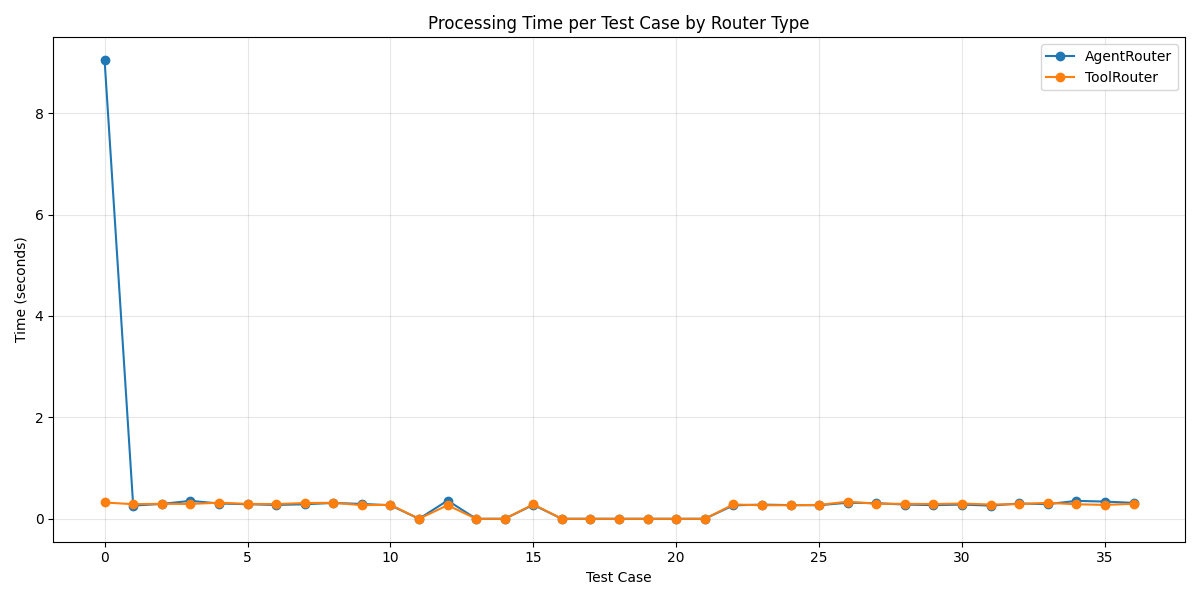 Processing Time per Test Case by Router Type
AgentRouter
ToolRouter
8
6
4
2
0
Time (seconds)
0 5 10 15 20 25 30 35
Test Case